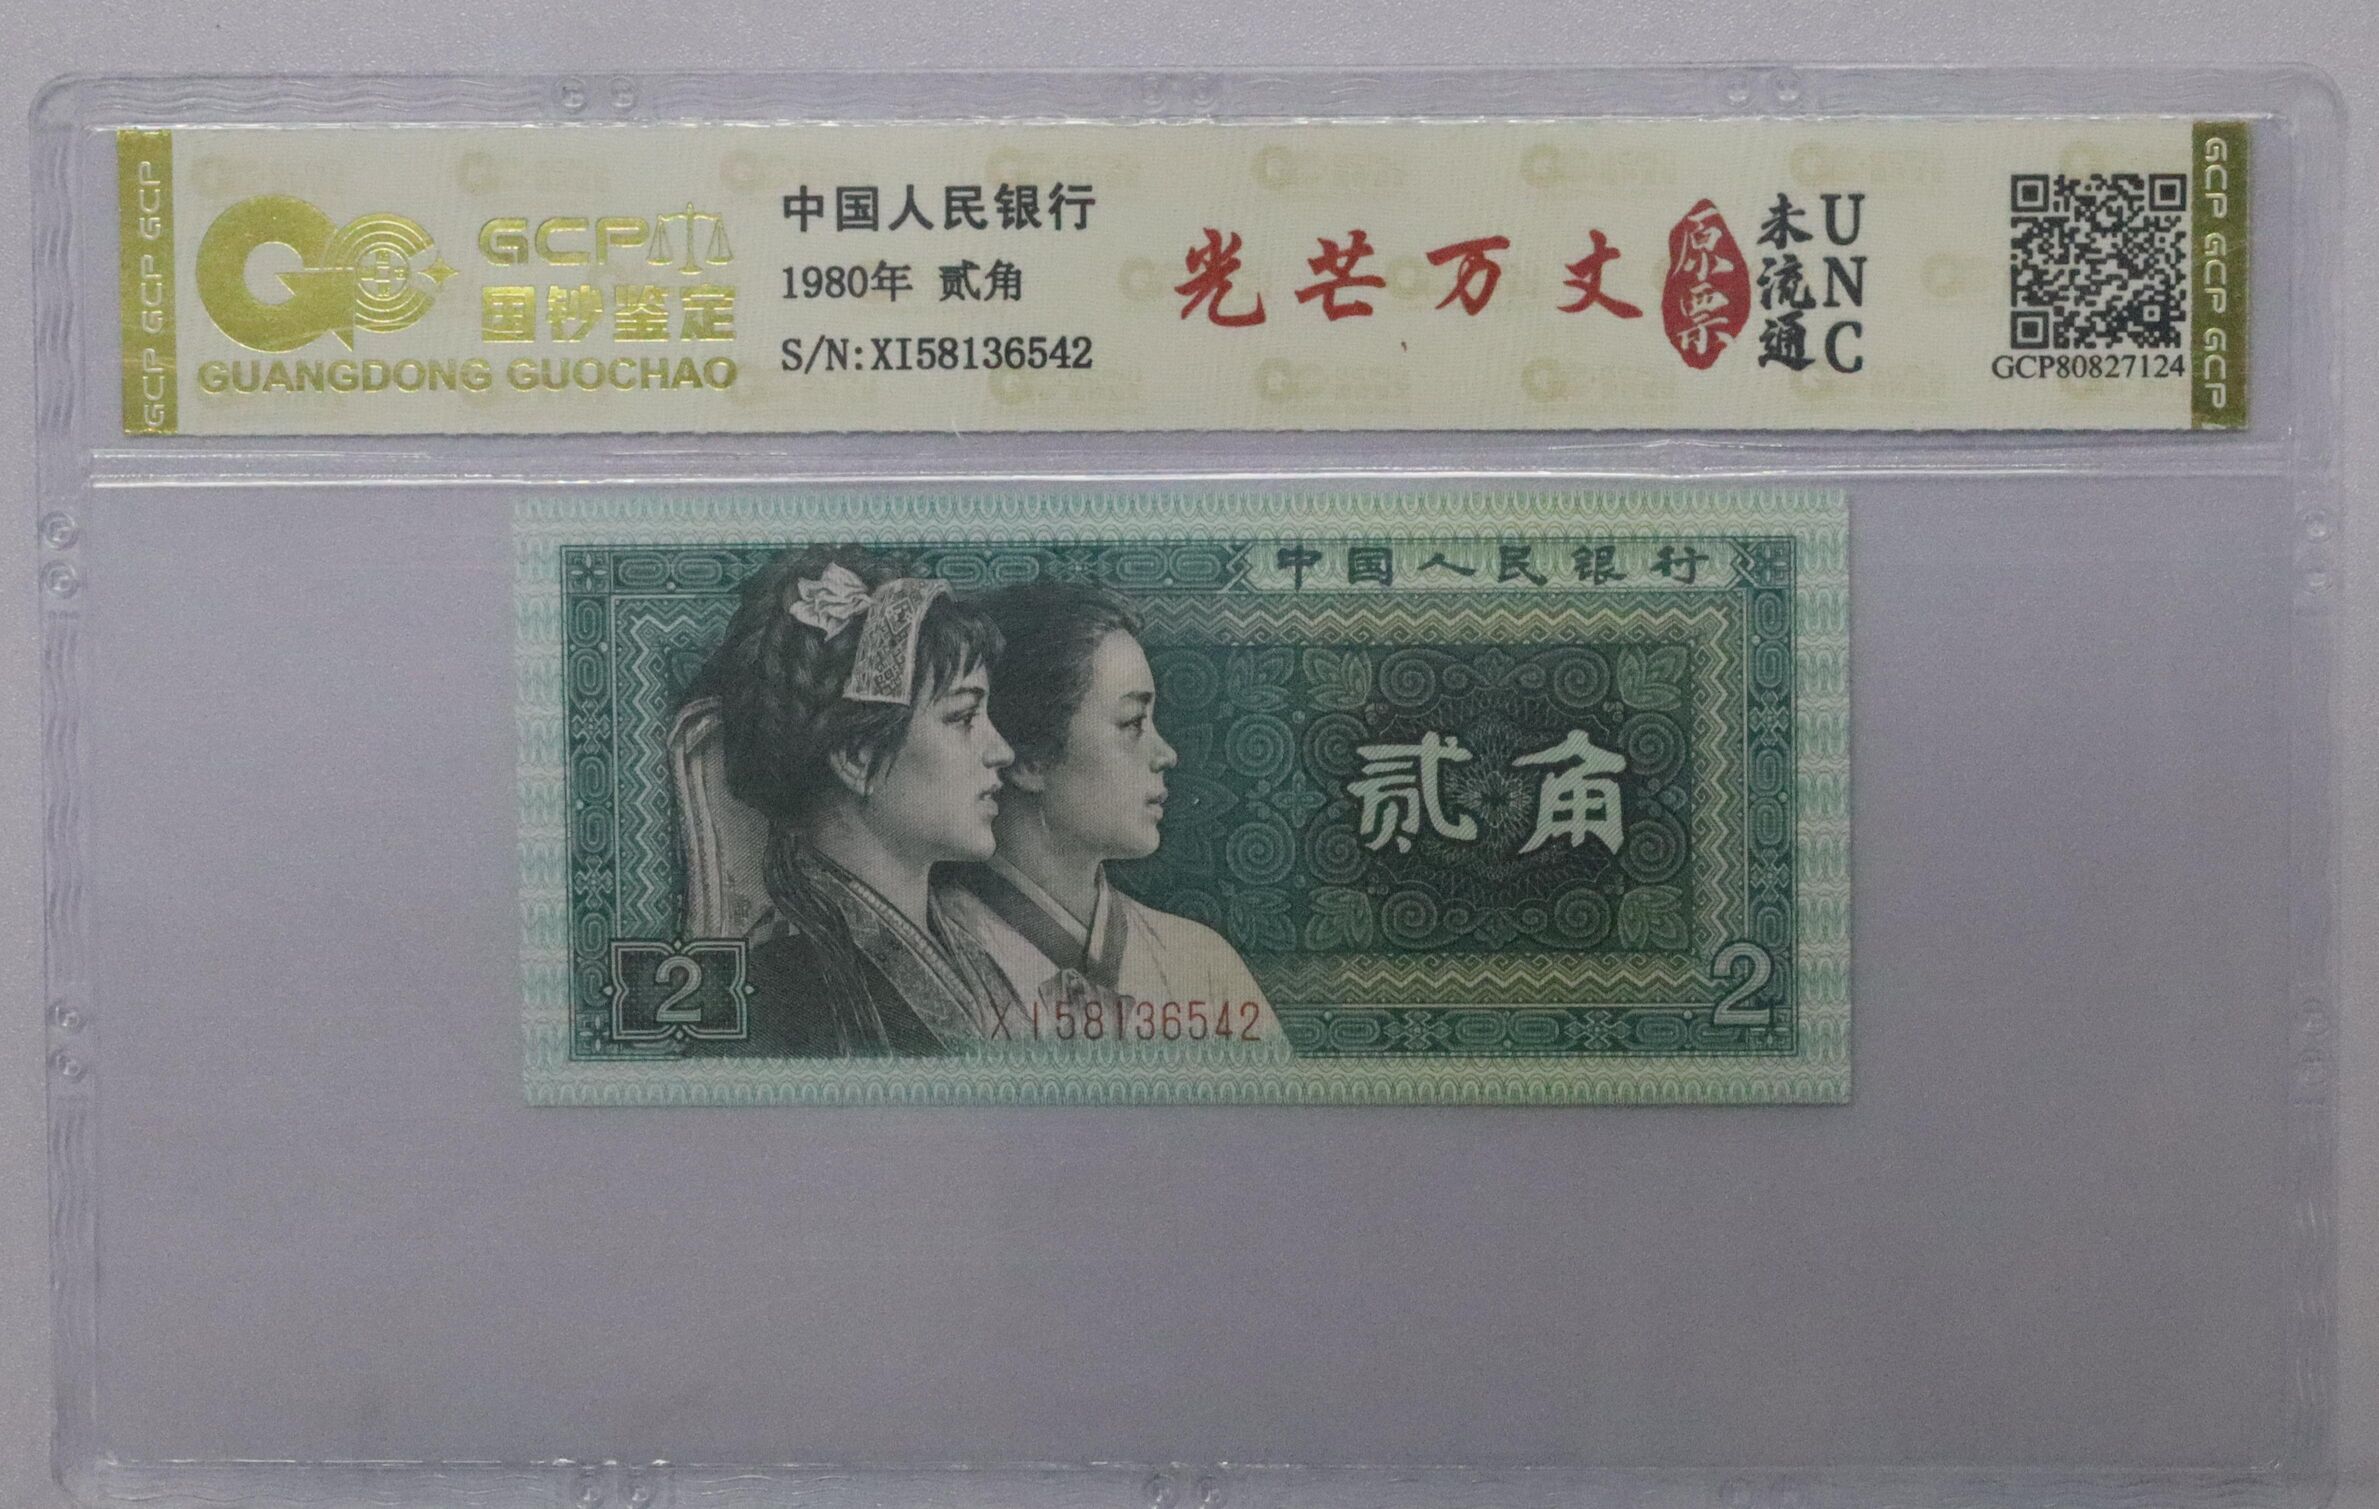 GCP GCP GCP
GCP
国钞鉴定
GUANGDONG GUOCHAO
中国人民银行
1980年 贰角
S/N:XI58136542
光芒万丈
原票
未流通
UNC
GCP80827124
GCP GCP GCP
中国人民银行
贰角
2
2
XI58136542